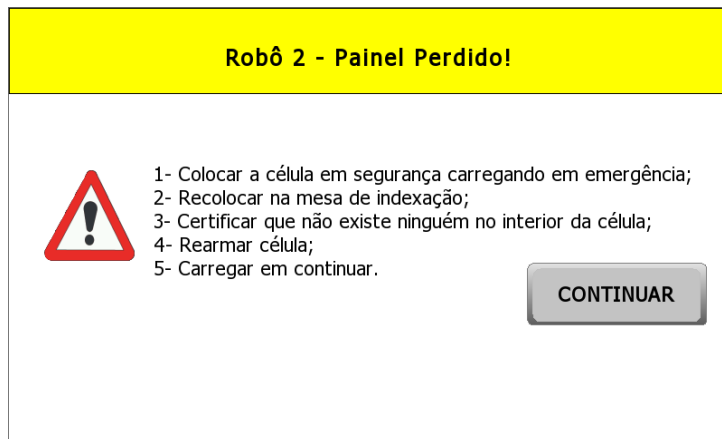 Robô 2 - Painel Perdido!
1- Colocar a célula em segurança carregando em emergência;
2- Recolocar na mesa de indexação;
3- Certificar que não existe ninguém no interior da célula;
4- Rearmar célula;
5- Carregar em continuar.
CONTINUAR